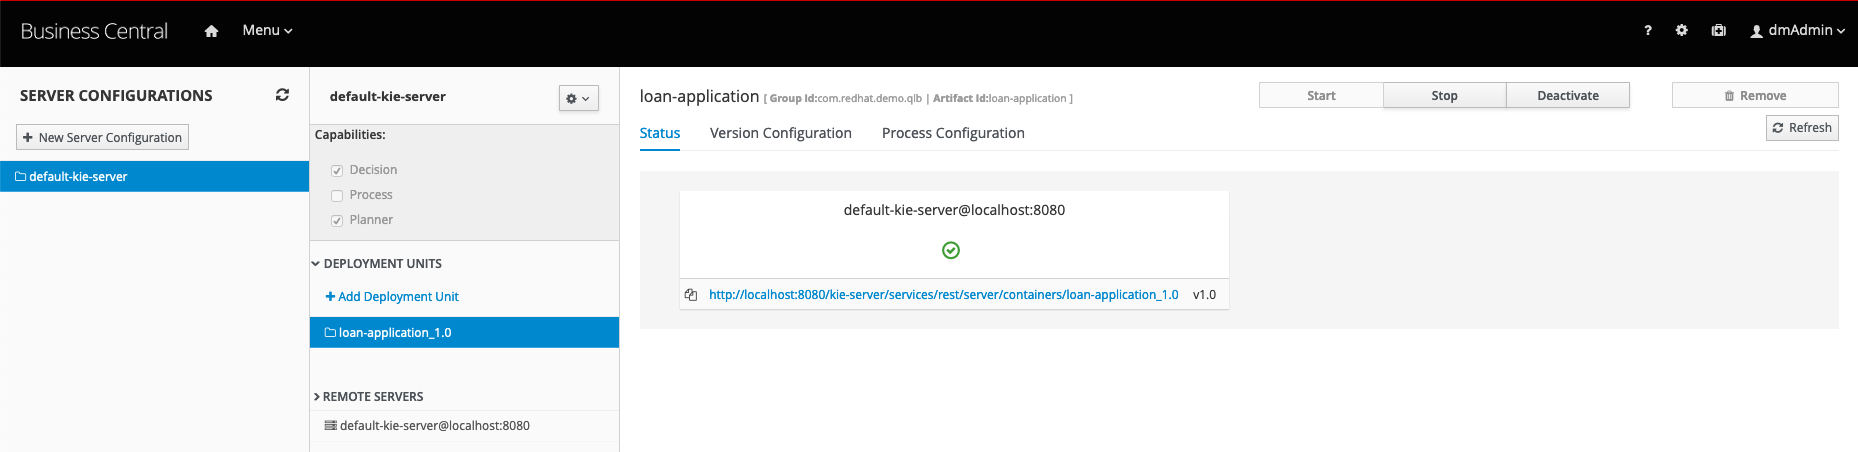 Business Central
Menu
?
dmAdmin
SERVER CONFIGURATIONS
+ New Server Configuration
default-kie-server
default-kie-server
Capabilities:
Decision
Process
Planner
DEPLOYMENT UNITS
+ Add Deployment Unit
loan-application_1.0
REMOTE SERVERS
default-kie-server@localhost:8080
loan-application [ Group Id:com.redhat.demo.qlb | Artifact Id:loan-application ]
Start Stop Deactivate Remove
Status Version Configuration Process Configuration
Refresh
default-kie-server@localhost:8080
http://localhost:8080/kie-server/services/rest/server/containers/loan-application_1.0 v1.0